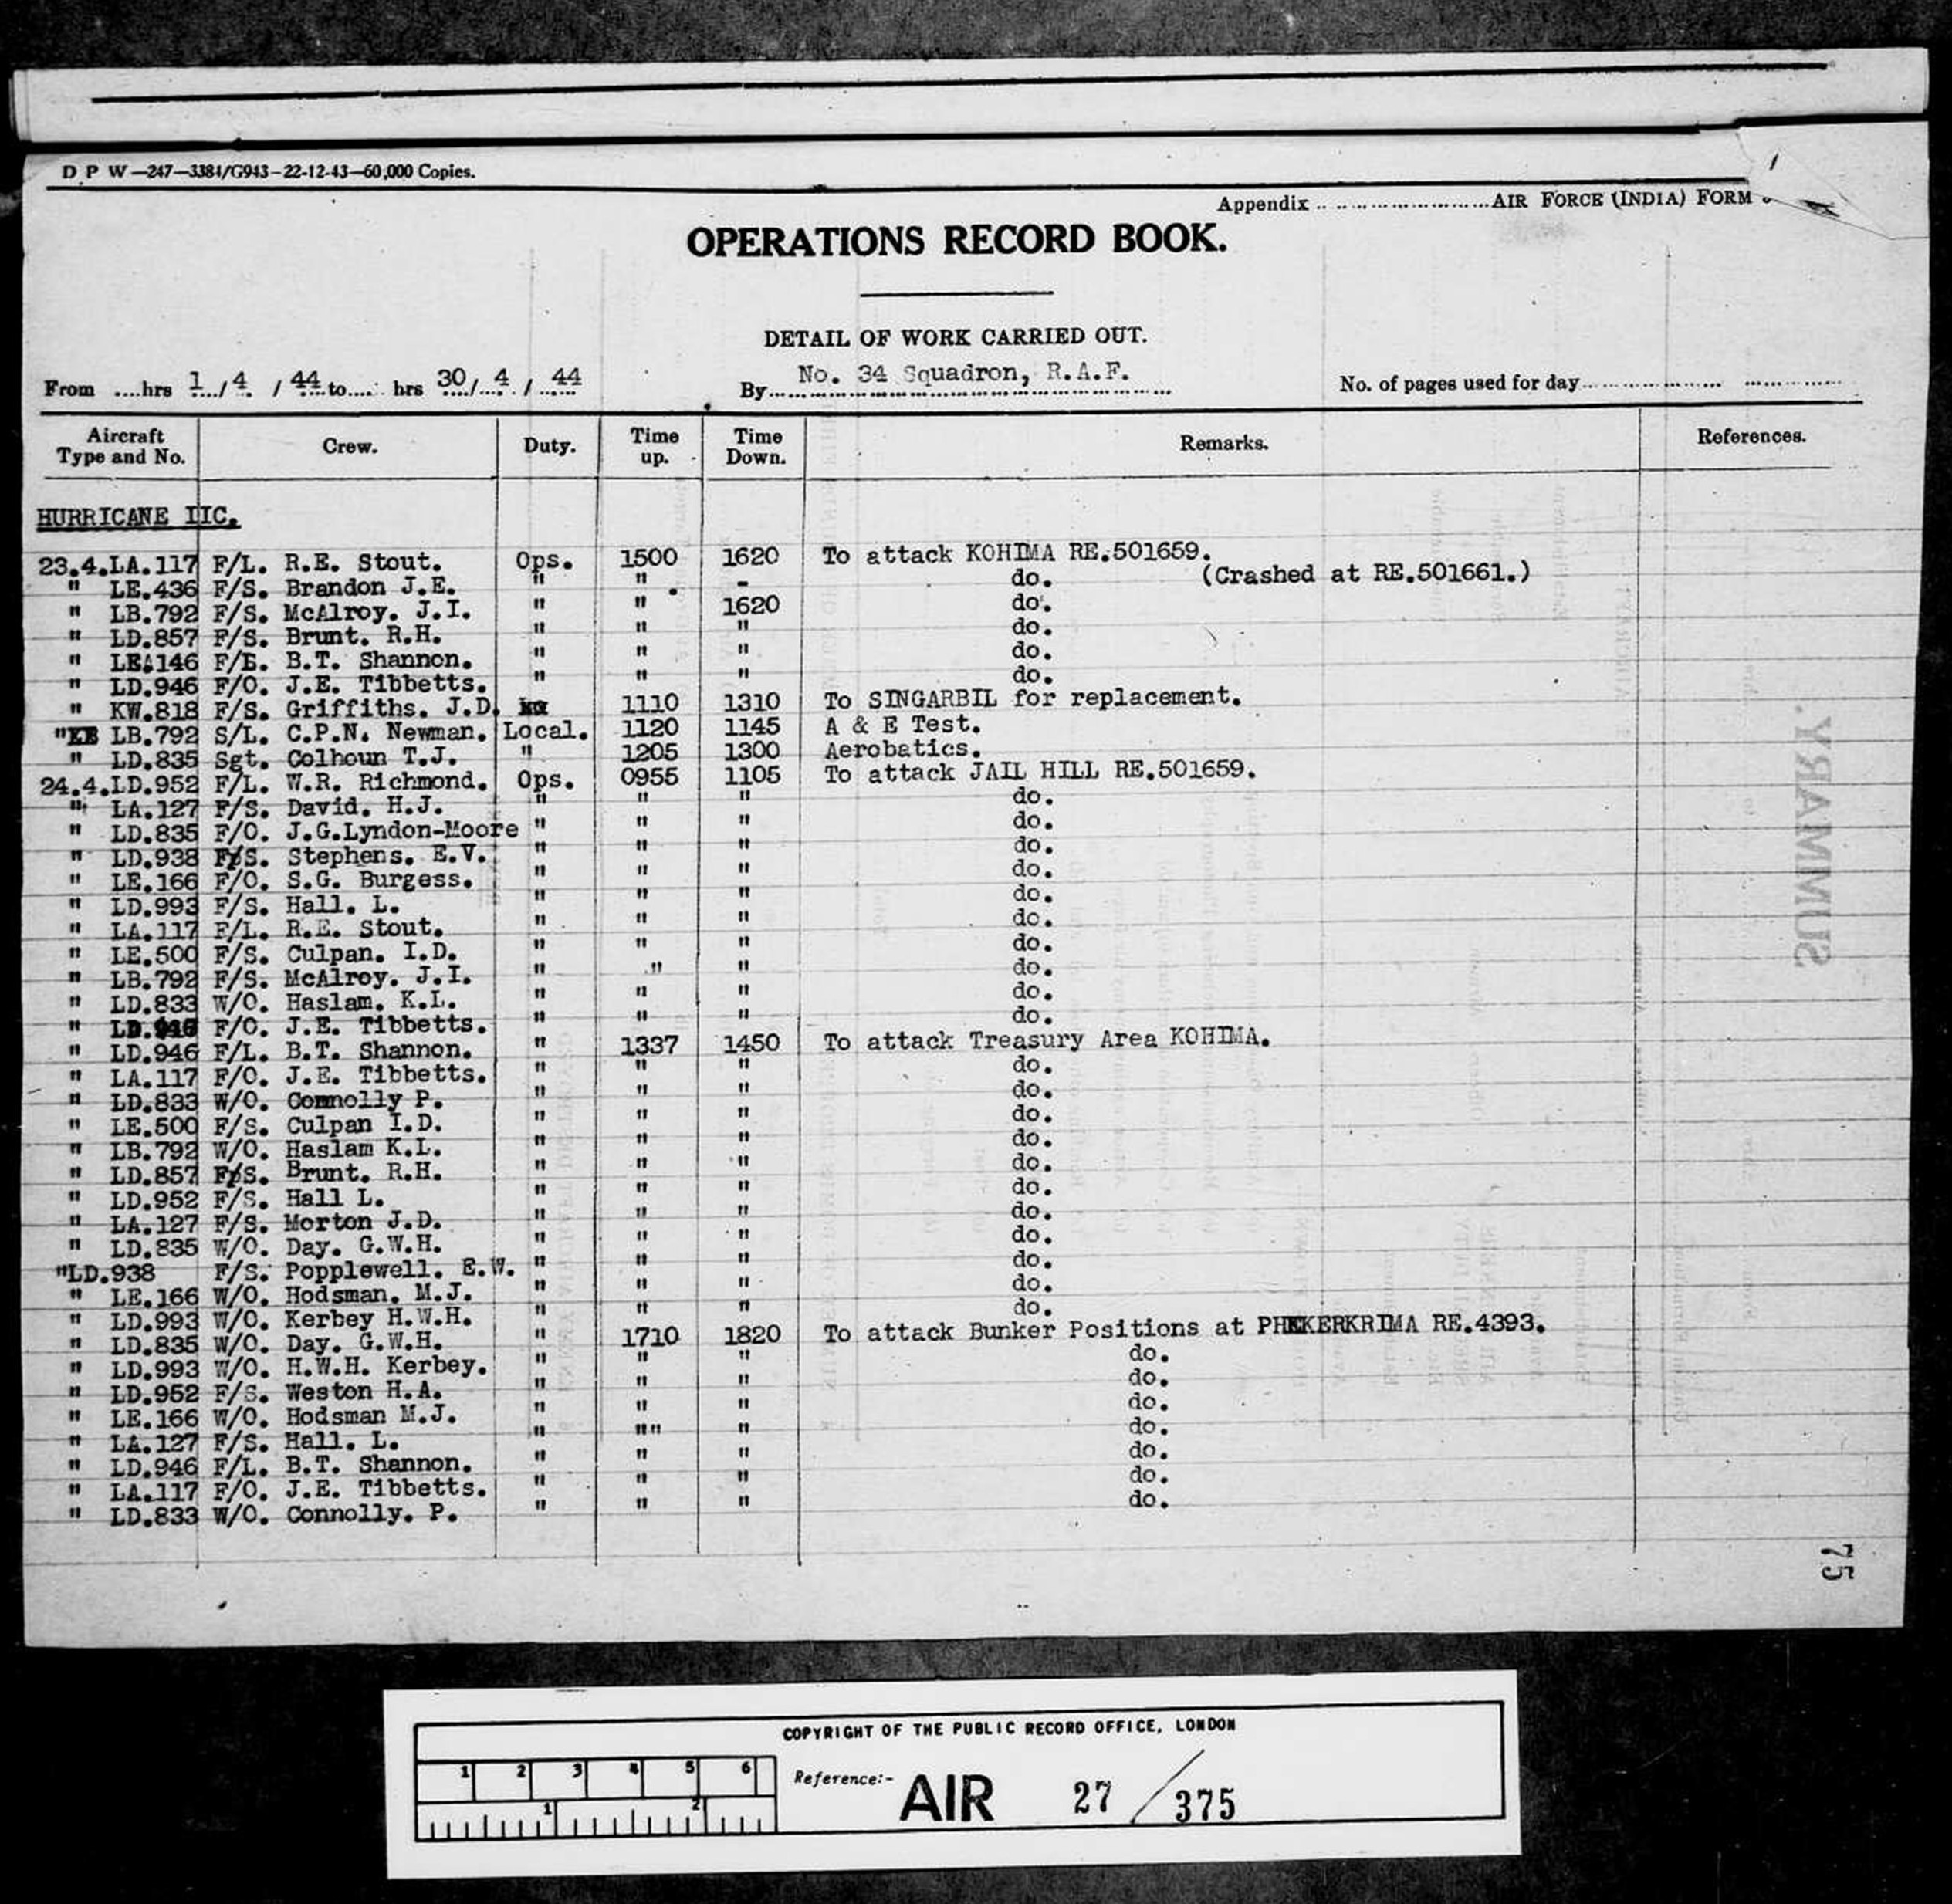 D P W—247—3384/G943—22-12-43—60,000 Copies.
Appendix ........................AIR FORCE (INDIA) FORM
OPERATIONS RECORD BOOK.
DETAIL OF WORK CARRIED OUT.
From ....hrs 1../4 / 44 to.... hrs 30/ 4 / 44 By No. 34 Squadron, R.A.F. No. of pages used for day
Aircraft Type and No. Crew. Duty. Time up. Time Down. Remarks. References.
HURRICANE IIC.
23.4.LA.117 F/L. R.E. Stout. Ops. 1500 1620 To attack KOHIMA RE.501659.
" LE.436 F/S. Brandon J.E. " " - do. (Crashed at RE.501661.)
" LB.792 F/S. McAlroy. J.I. " " 1620 do.
" LD.857 F/S. Brunt. R.H. " " " do.
" LE.146 F/L. B.T. Shannon. " " " do.
" LD.946 F/O. J.E. Tibbetts. " " " do.
" KW.818 F/S. Griffiths. J.D. 1110 1310 To SINGARBIL for replacement.
" LB.792 S/L. C.P.N. Newman. Local. 1120 1145 A & E Test.
" LD.835 Sgt. Colhoun T.J. " 1205 1300 Aerobatics.
24.4.LD.952 F/L. W.R. Richmond. Ops. 0955 1105 To attack JAIL HILL RE.501659.
" LA.127 F/S. David. H.J. " " " do.
" LD.835 F/O. J.G.Lyndon-Moore " " " do.
" LD.938 F/S. Stephens. E.V. " " " do.
" LE.166 F/O. S.G. Burgess. " " " do.
" LD.993 F/S. Hall. L. " " " do.
" LA.117 F/L. R.E. Stout. " " " do.
" LE.500 F/S. Culpan. I.D. " " " do.
" LB.792 F/S. McAlroy. J.I. " " " do.
" LD.833 W/O. Haslam. K.L. " " " do.
" LD.946 F/O. J.E. Tibbetts. " " " do.
" LD.946 F/L. B.T. Shannon. " 1337 1450 To attack Treasury Area KOHIMA.
" LA.117 F/O. J.E. Tibbetts. " " " do.
" LD.833 W/O. Connolly P. " " " do.
" LE.500 F/S. Culpan I.D. " " " do.
" LB.792 W/O. Haslam K.L. " " " do.
" LD.857 F/S. Brunt. R.H. " " " do.
" LD.952 F/S. Hall L. " " " do.
" LA.127 F/S. Morton J.D. " " " do.
" LD.835 W/O. Day. G.W.H. " " " do.
"LD.938 F/S. Popplewell. E.W. " " " do.
" LE.166 W/O. Hodsman. M.J. " " " do.
" LD.993 W/O. Kerbey H.W.H. " " " do.
" LD.835 W/O. Day. G.W.H. " 1710 1820 To attack Bunker Positions at PHEKERKRIMA RE.4393.
" LD.993 W/O. H.W.H. Kerbey. " " " do.
" LD.952 F/S. Weston H.A. " " " do.
" LE.166 W/O. Hodsman M.J. " " " do.
" LA.127 F/S. Hall. L. " "" " do.
" LD.946 F/L. B.T. Shannon. " " " do.
" LA.117 F/O. J.E. Tibbetts. " " " do.
" LD.833 W/O. Connolly. P. " " " do.
SUMMARY.
75
COPYRIGHT OF THE PUBLIC RECORD OFFICE, LONDON
1 2 3 4 5 6
1 2
Reference:- AIR 27 / 375